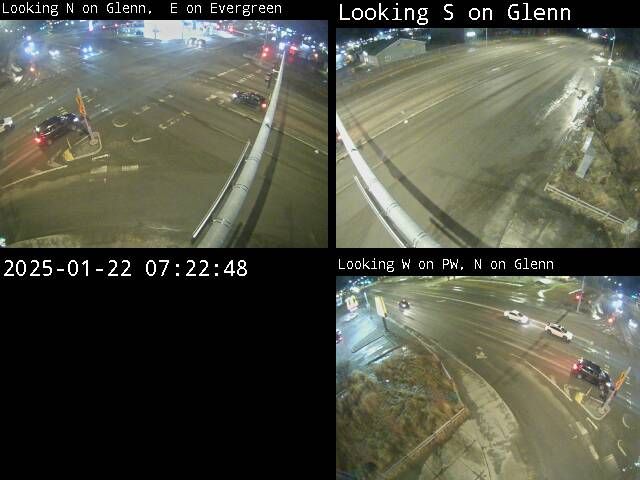 Looking N on Glenn,  E on Evergreen
Looking S on Glenn
2025-01-22 07:22:48
Looking W on PW, N on Glenn